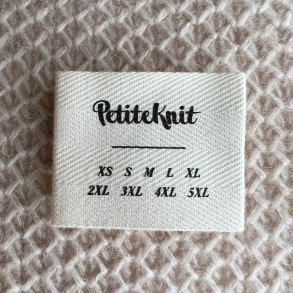 PetiteKnit
XS S M L XL
2XL 3XL 4XL 5XL